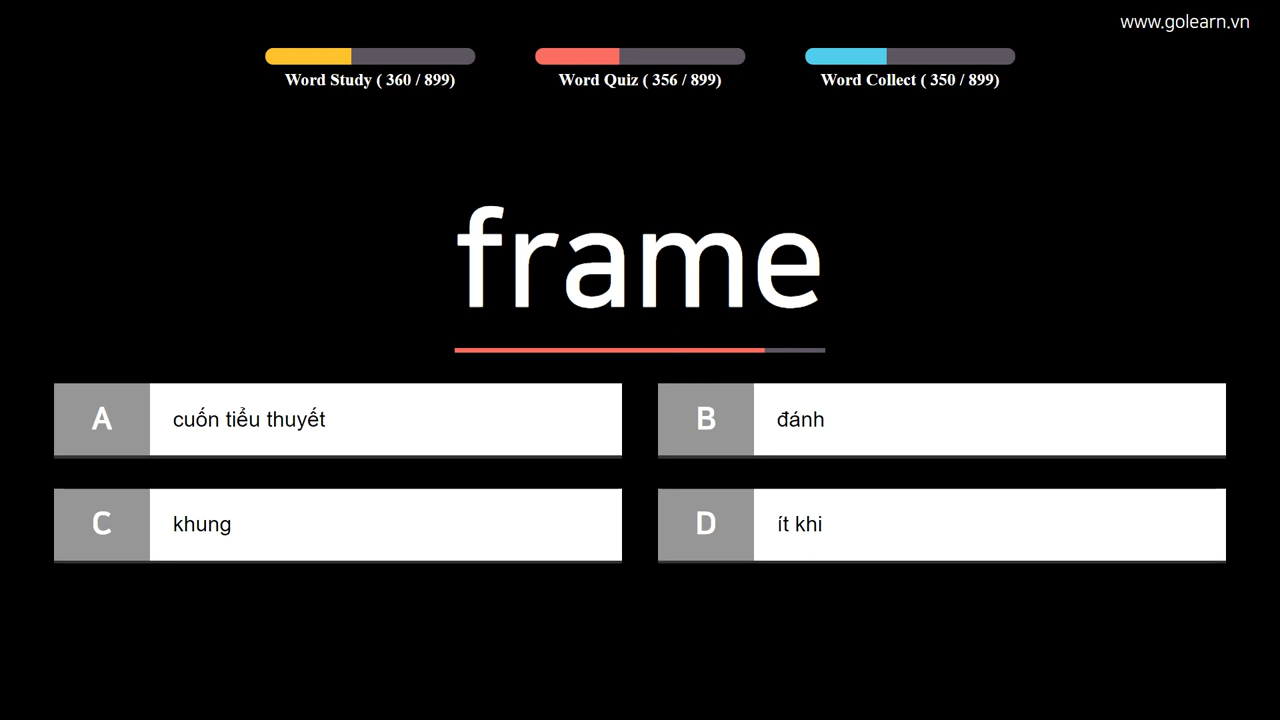 www.golearn.vn
Word Study ( 360 / 899)
Word Quiz ( 356 / 899)
Word Collect ( 350 / 899)
frame
A cuốn tiểu thuyết
B đánh
C khung
D ít khi